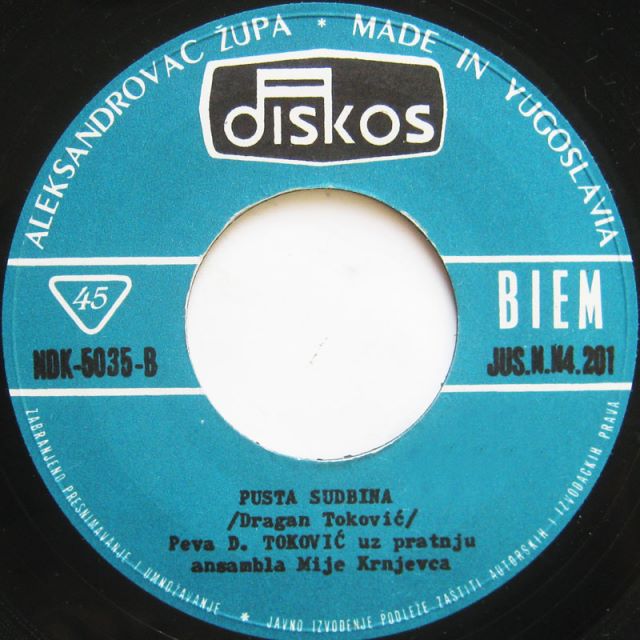 ALEKSANDROVAC ŽUPA * MADE IN YUGOSLAVIA
diskos
45
BIEM
NDK-5035-B
JUS.N.N4.201
PUSTA SUDBINA
/Dragan Toković/
Peva D. TOKOVIĆ uz pratnju
ansambla Mije Krnjevca
ZABRANJENO PRESNIMAVANJE I UMNOŽAVANJE * JAVNO IZVOĐENJE PODLEŽE ZAŠTITI AUTORSKIH I IZVOĐAČKIH PRAVA